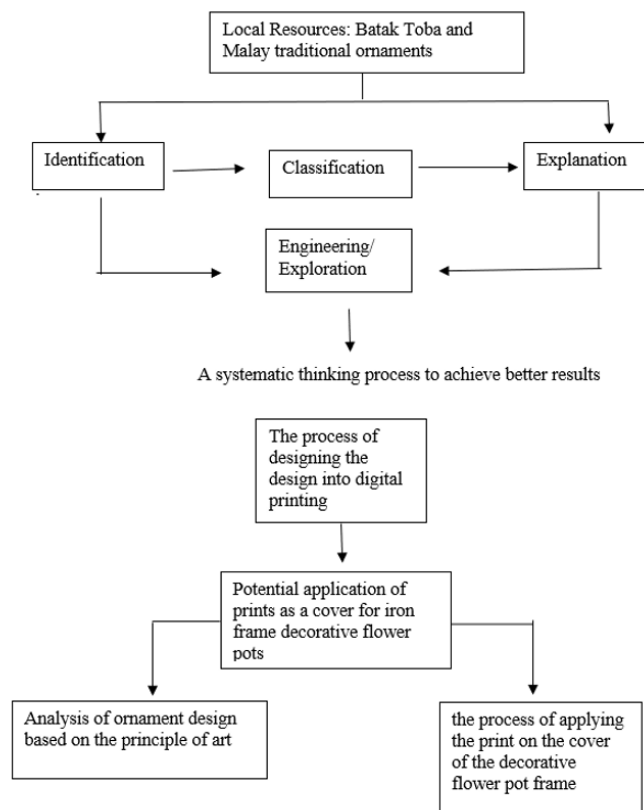 Local Resources: Batak Toba and
Malay traditional ornaments
Identification
Classification
Explanation
Engineering/
Exploration
A systematic thinking process to achieve better results
The process of
designing the
design into digital
printing
Potential application of
prints as a cover for iron
frame decorative flower
pots
Analysis of ornament design
based on the principle of art
the process of applying
the print on the cover
of the decorative
flower pot frame